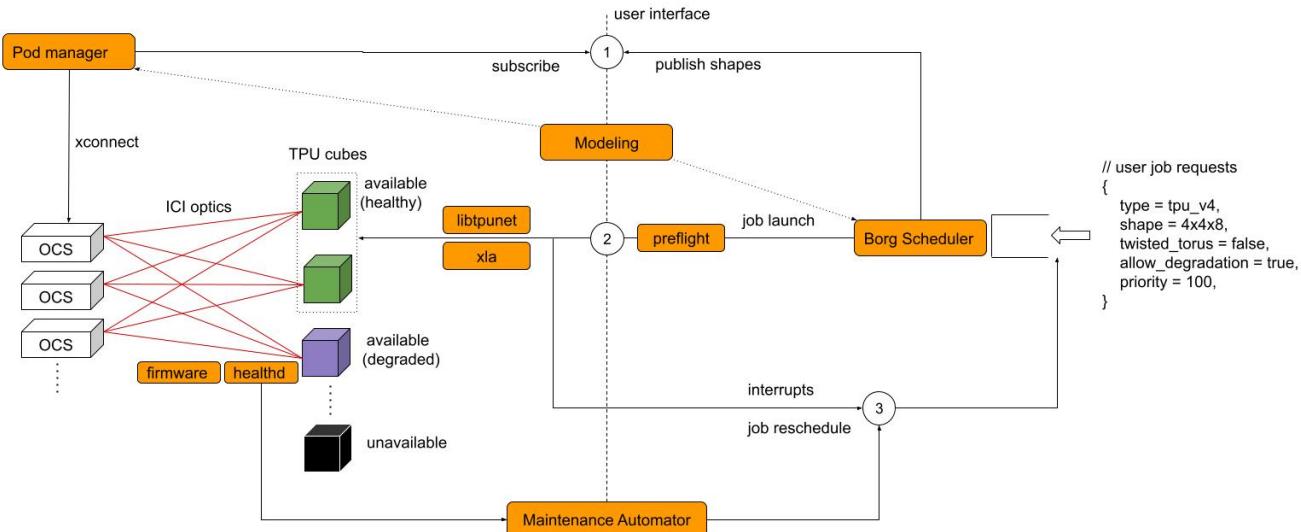 user interface
Pod manager
1
subscribe
publish shapes
xconnect
Modeling
TPU cubes
available
(healthy)
ICI optics
OCS
OCS
OCS
libtpunet
xla
2
preflight
job launch
Borg Scheduler
// user job requests
{
type = tpu_v4,
shape = 4x4x8,
twisted_torus = false,
allow_degradation = true,
priority = 100,
}
available
(degraded)
firmware
healthd
unavailable
interrupts
3
job reschedule
Maintenance Automator